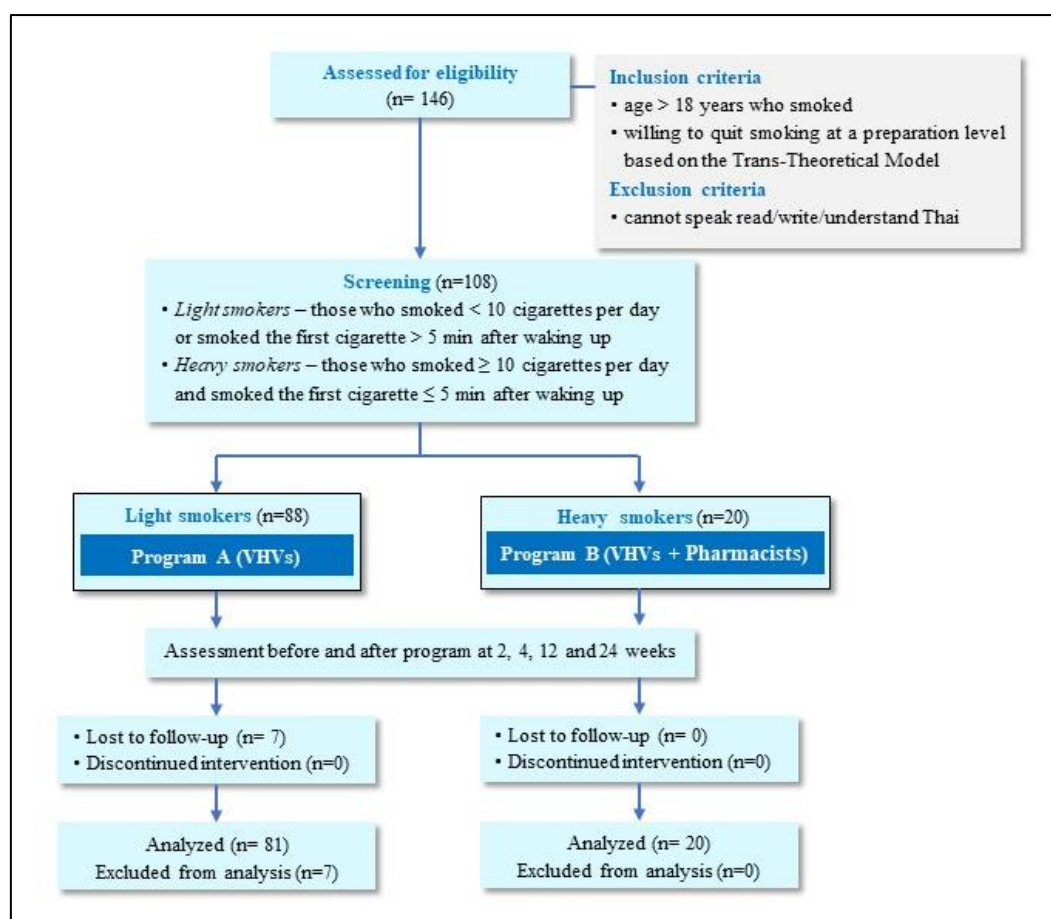 Assessed for eligibility
(n= 146)
Inclusion criteria
• age > 18 years who smoked
• willing to quit smoking at a preparation level
based on the Trans-Theoretical Model
Exclusion criteria
• cannot speak read/write/understand Thai
Screening (n=108)
• Light smokers – those who smoked < 10 cigarettes per day
or smoked the first cigarette > 5 min after waking up
• Heavy smokers – those who smoked ≥ 10 cigarettes per day
and smoked the first cigarette ≤ 5 min after waking up
Light smokers (n=88)
Program A (VHVs)
Heavy smokers (n=20)
Program B (VHVs + Pharmacists)
Assessment before and after program at 2, 4, 12 and 24 weeks
• Lost to follow-up (n= 7)
• Discontinued intervention (n=0)
• Lost to follow-up (n= 0)
• Discontinued intervention (n=0)
Analyzed (n= 81)
Excluded from analysis (n=7)
Analyzed (n= 20)
Excluded from analysis (n=0)